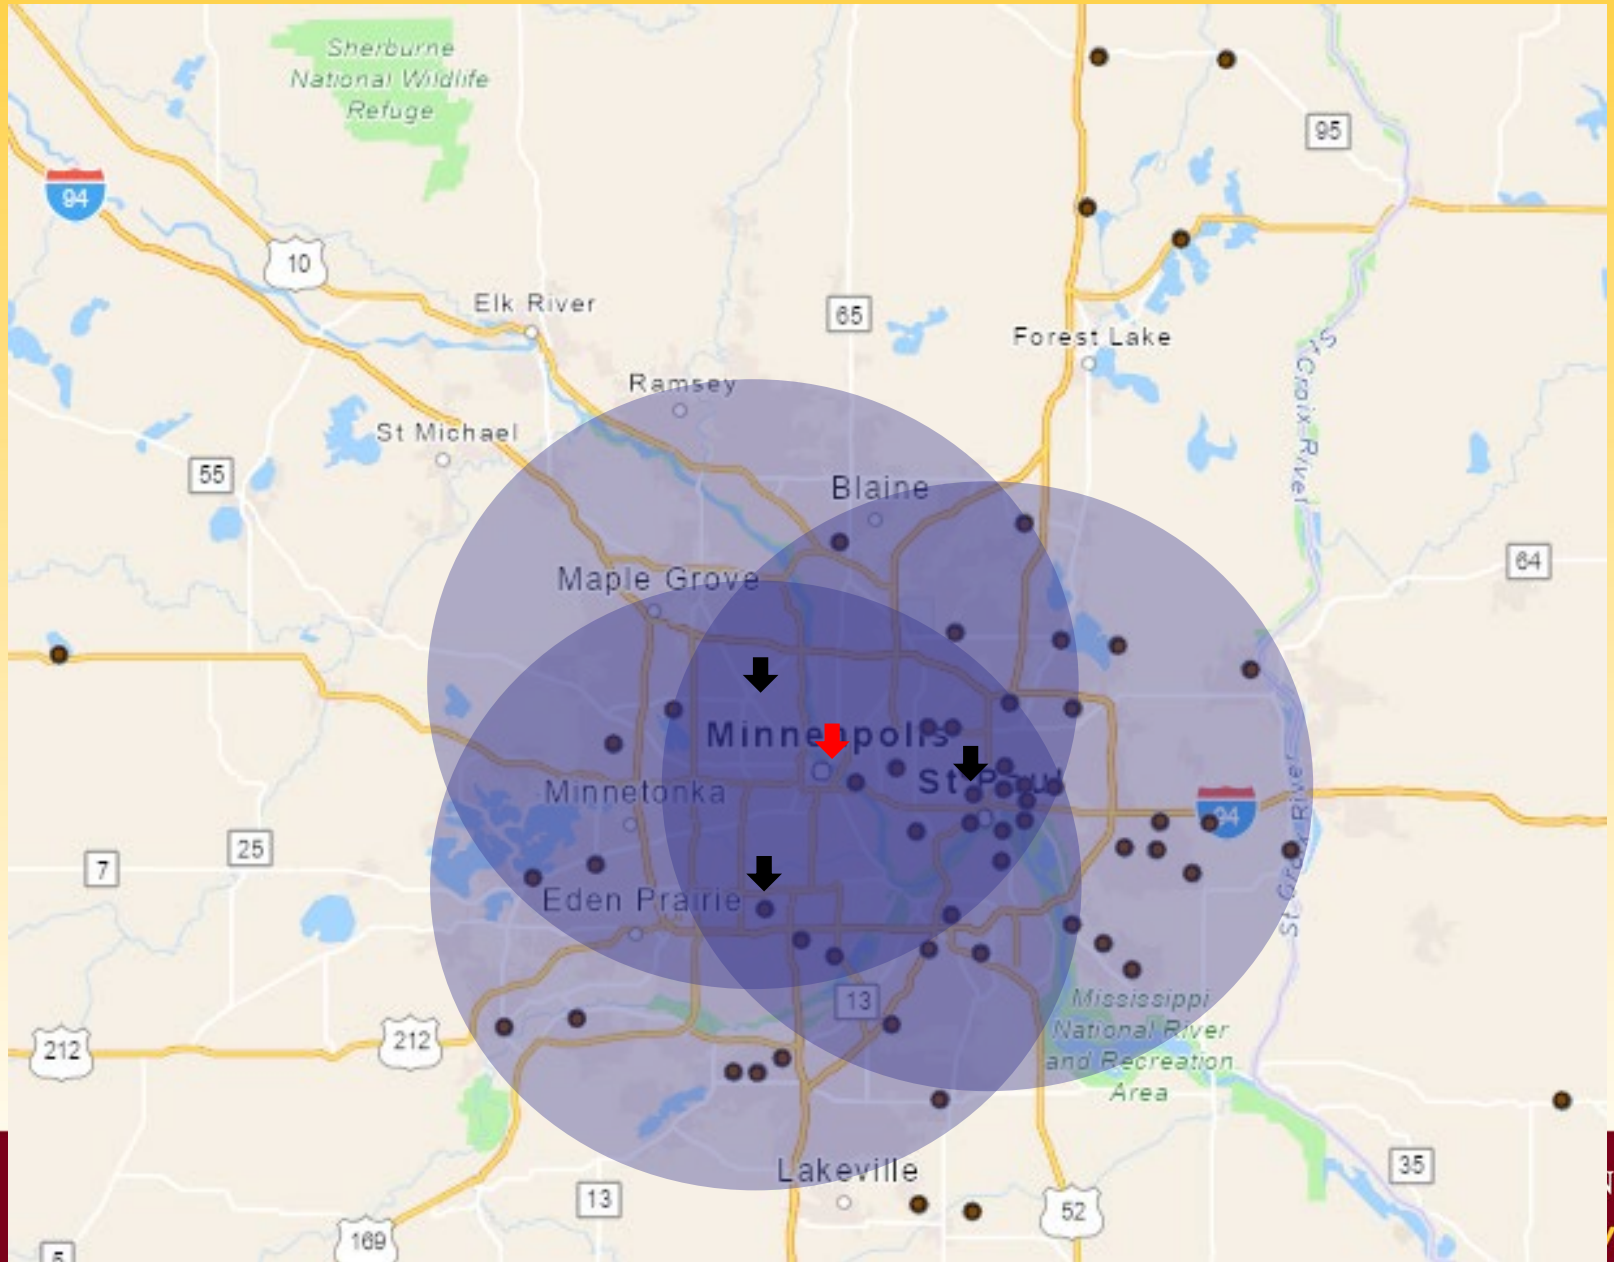 Sherburne
National Wildlife
Refuge
95
94
10
Elk River
65
Forest Lake
St Croix River
Ramsey
St Michael
55
Blaine
64
Maple Grove
Minneapolis
St Paul
Minnetonka
94
25
7
Eden Prairie
St Croix River
13
Mississippi
National River
and Recreation
Area
212
212
Lakeville
35
13
52
169
5